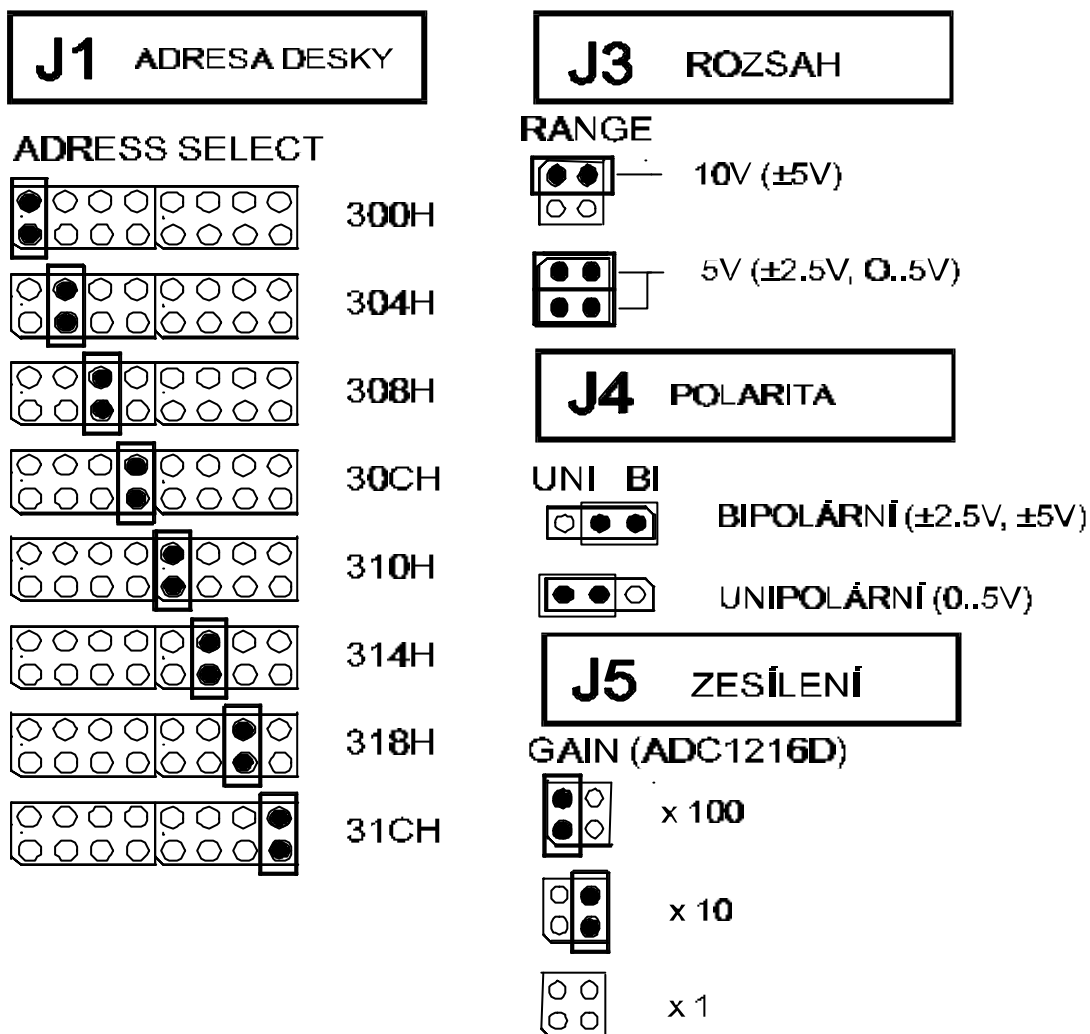 J1 ADRESA DESKY
ADRESS SELECT
300H
304H
308H
30CH
310H
314H
318H
31CH
J3 ROZSAH
RANGE
10V (±5V)
5V (±2.5V, 0..5V)
J4 POLARITA
UNI BI
BIPOLÁRNÍ (±2.5V, ±5V)
UNIPOLÁRNÍ (0..5V)
J5 ZESÍLENÍ
GAIN (ADC1216D)
x 100
x 10
x 1